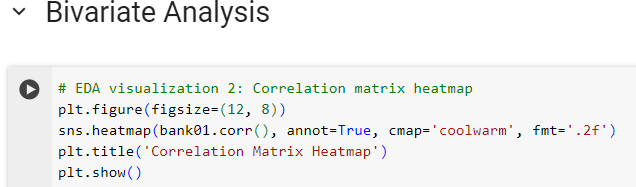 Bivariate Analysis
# EDA visualization 2: Correlation matrix heatmap
plt.figure(figsize=(12, 8))
sns.heatmap(bank01.corr(), annot=True, cmap='coolwarm', fmt='.2f')
plt.title('Correlation Matrix Heatmap')
plt.show()